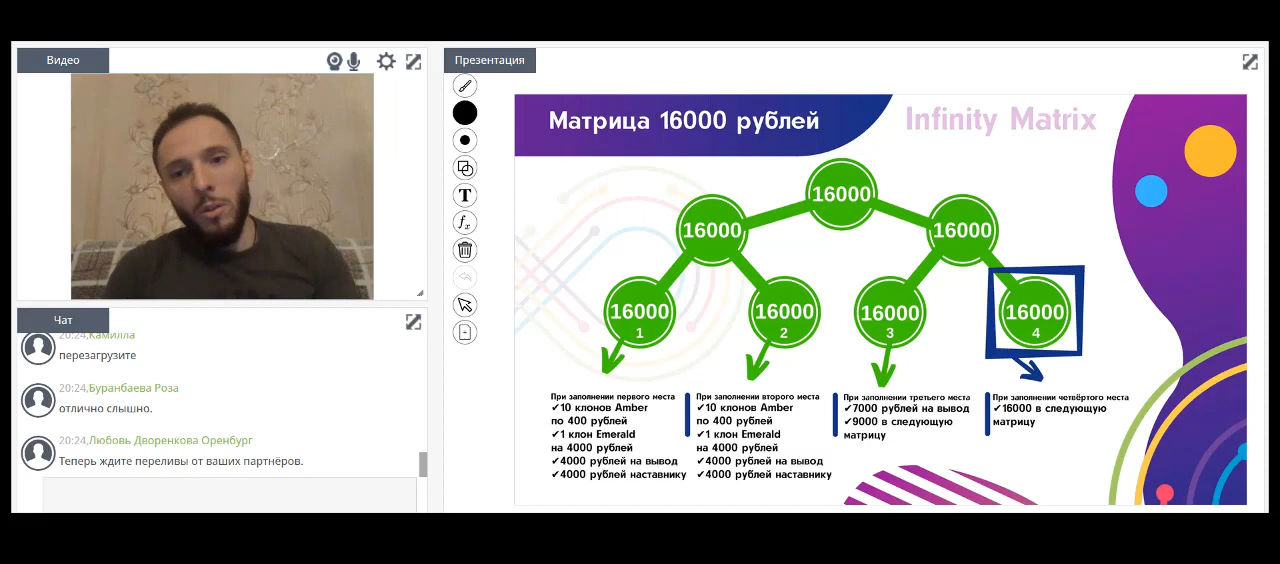 Видео
Презентация
Матрица 16000 рублей
Infinity Matrix
16000
16000
16000
16000
1
16000
2
16000
3
16000
4
При заполнении первого места
✔10 клонов Amber
по 400 рублей
✔1 клон Emerald
на 4000 рублей
✔4000 рублей на вывод
✔4000 рублей наставнику
При заполнении второго места
✔10 клонов Amber
по 400 рублей
✔1 клон Emerald
на 4000 рублей
✔4000 рублей на вывод
✔4000 рублей наставнику
При заполнении третьего места
✔7000 рублей на вывод
✔9000 в следующую
матрицу
При заполнении четвёртого места
✔16000 в следующую
матрицу
Чат
20:24,Камилла
перезагрузите
20:24,Буранбаева Роза
отлично слышно.
20:24,Любовь Дворенкова Оренбург
Теперь ждите переливы от ваших партнёров.
T
fx